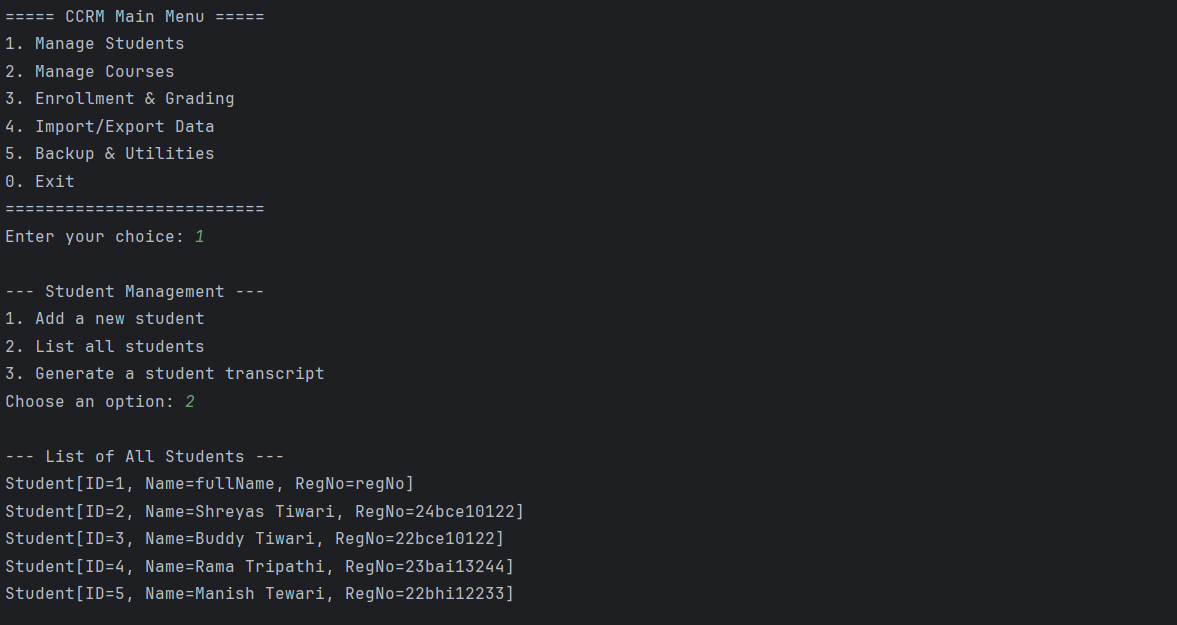 ===== CCRM Main Menu =====
1. Manage Students
2. Manage Courses
3. Enrollment & Grading
4. Import/Export Data
5. Backup & Utilities
0. Exit
==========================
Enter your choice: 1
--- Student Management ---
1. Add a new student
2. List all students
3. Generate a student transcript
Choose an option: 2
--- List of All Students ---
Student[ID=1, Name=fullName, RegNo=regNo]
Student[ID=2, Name=Shreyas Tiwari, RegNo=24bce10122]
Student[ID=3, Name=Buddy Tiwari, RegNo=22bce10122]
Student[ID=4, Name=Rama Tripathi, RegNo=23bai13244]
Student[ID=5, Name=Manish Tewari, RegNo=22bhi12233]